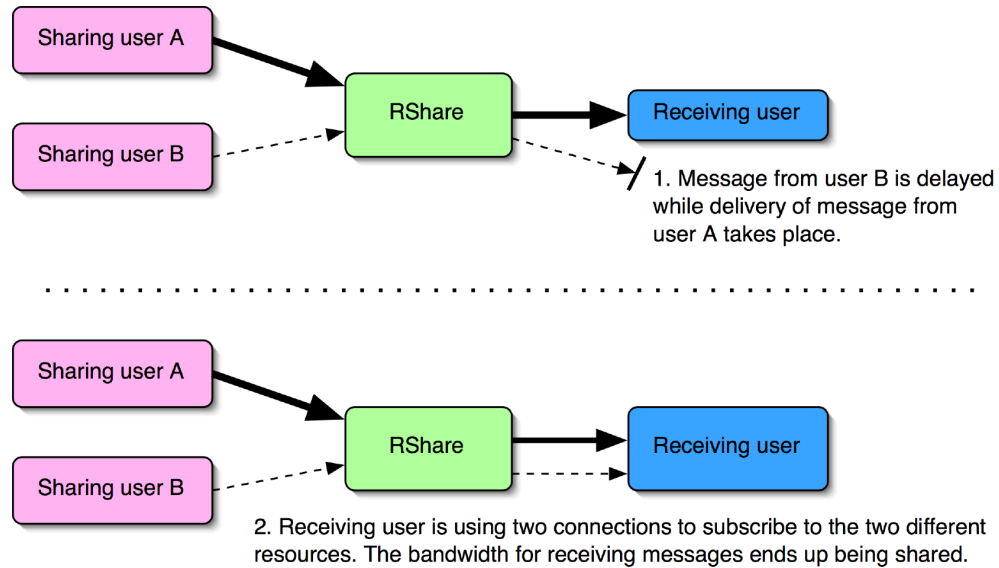 Sharing user A
RShare
Receiving user
Sharing user B
1. Message from user B is delayed
while delivery of message from
user A takes place.
Sharing user A
RShare
Receiving user
Sharing user B
2. Receiving user is using two connections to subscribe to the two different
resources. The bandwidth for receiving messages ends up being shared.